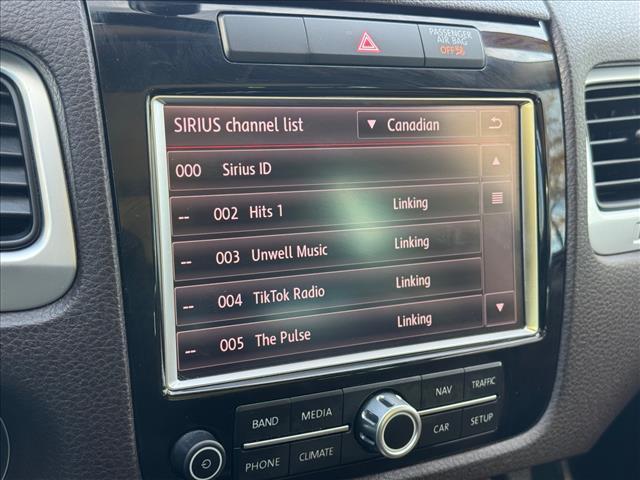 PASSENGER
AIR BAG
OFF
SIRIUS channel list ▼ Canadian
000 Sirius ID
-- 002 Hits 1 Linking
-- 003 Unwell Music Linking
-- 004 TikTok Radio Linking
-- 005 The Pulse Linking
BAND MEDIA NAV TRAFFIC
PHONE CLIMATE CAR SETUP